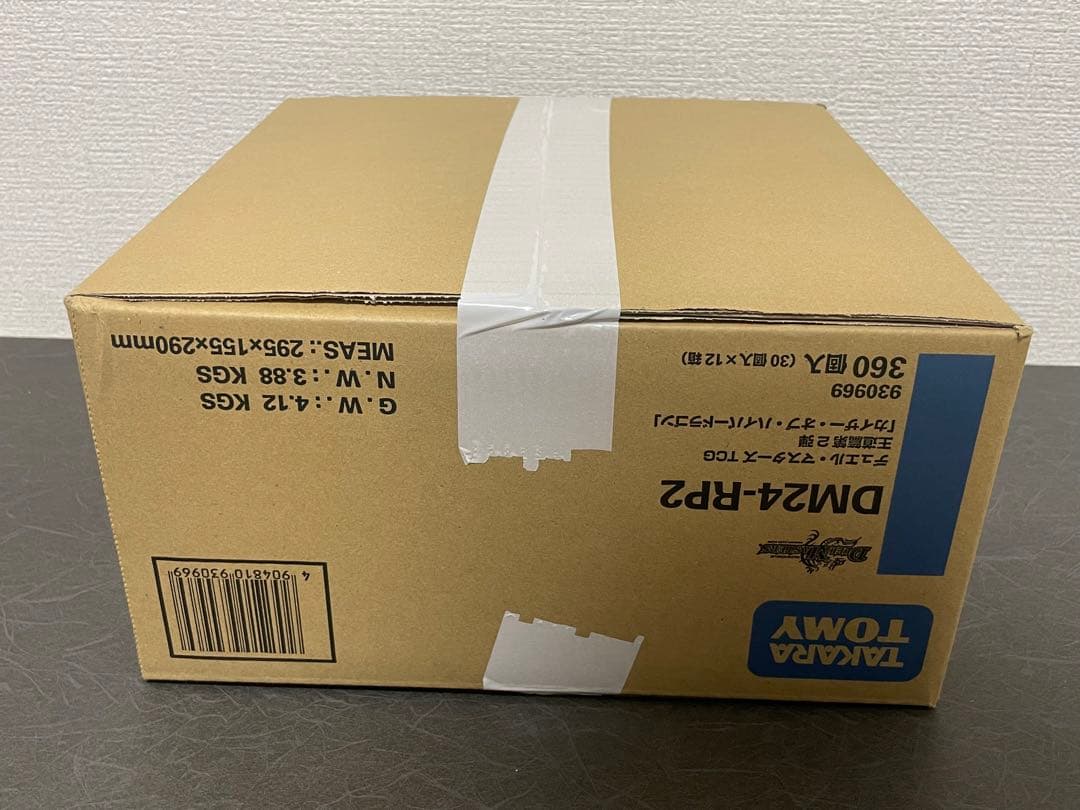 TAKARA
TOMY
DUEL MASTERS
DM24-RP2
デュエル・マスターズ TCG
王道篇第2弾
「カイザー・オブ・ハイパードラゴン」
930969
360個入（30個入×12箱）
4 904810 930969
G.W.:4.12 KGS
N.W.:3.88 KGS
MEAS.:295×155×290mm